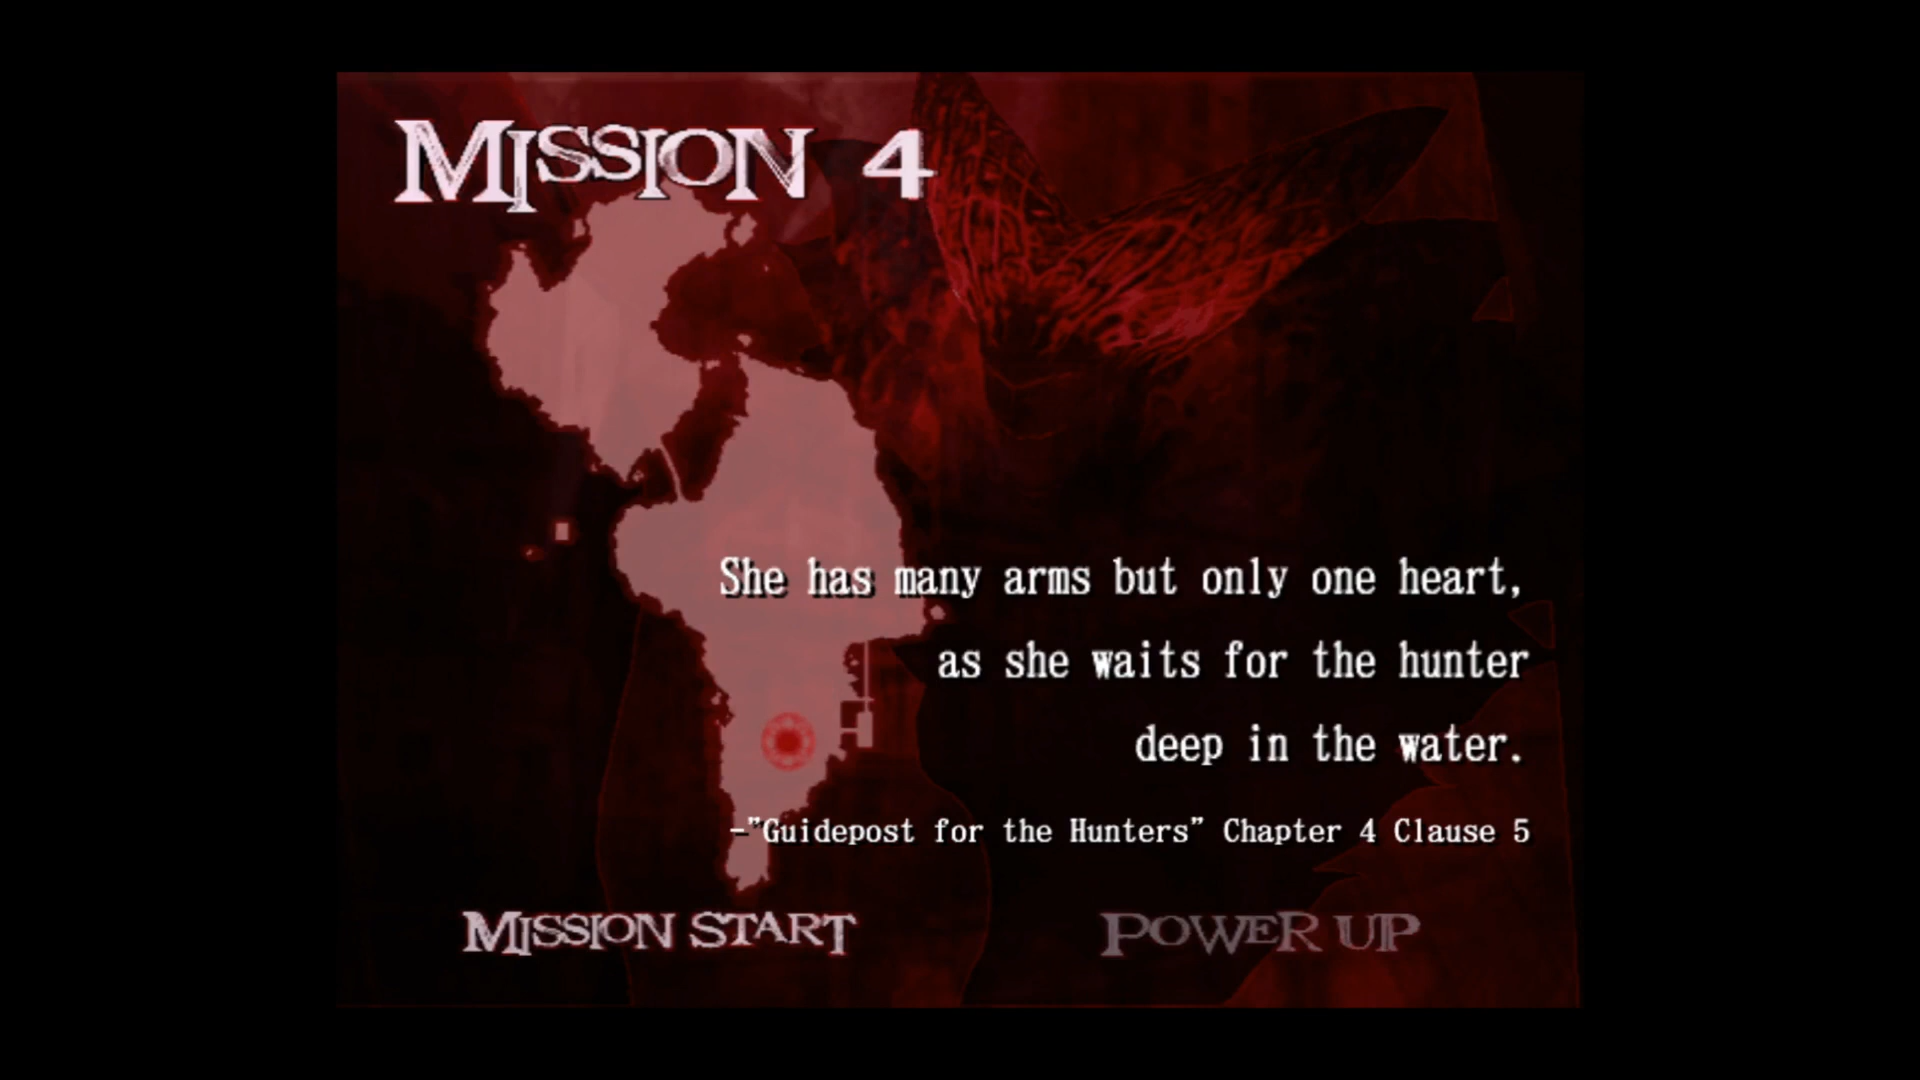 MISSION 4
She has many arms but only one heart,
as she waits for the hunter
deep in the water.
-"Guidepost for the Hunters" Chapter 4 Clause 5
MISSION START
POWER UP